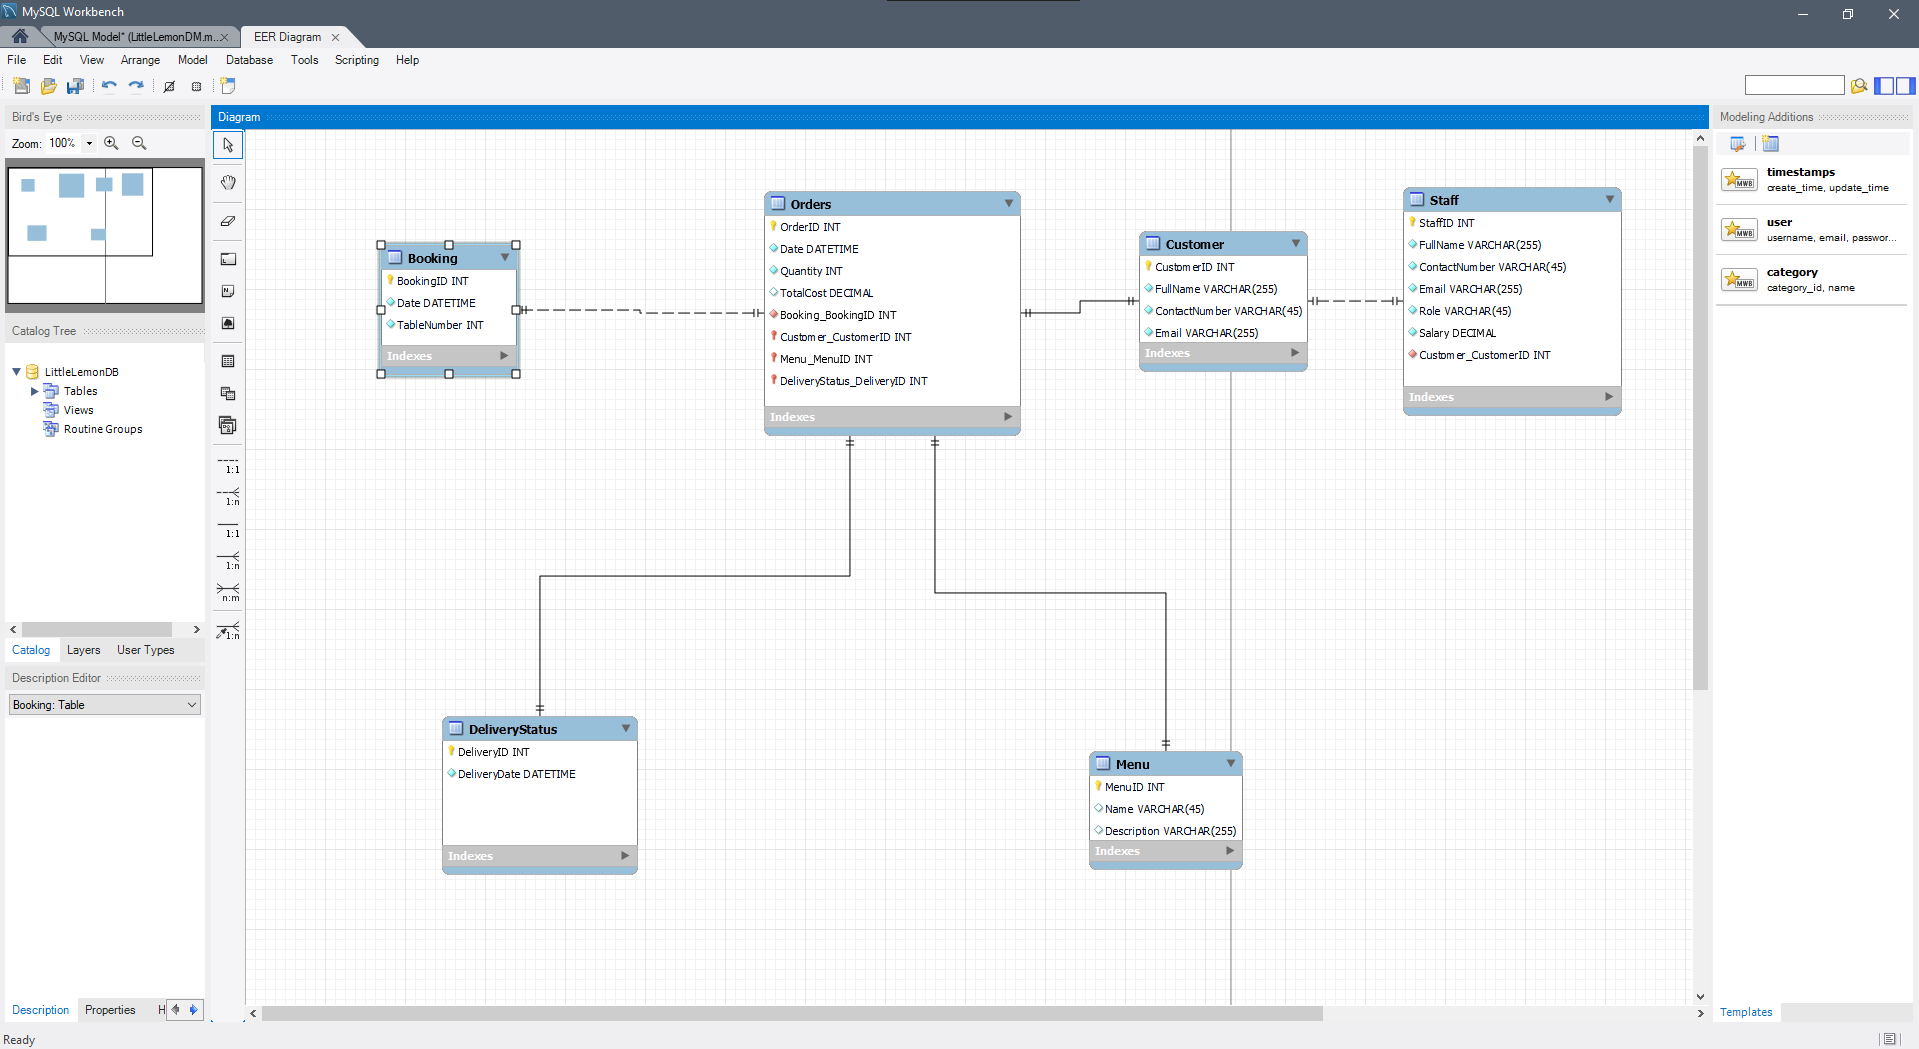 MySQL Workbench
MySQL Model* (LittleLemonDM.m...
EER Diagram
File Edit View Arrange Model Database Tools Scripting Help
Bird's Eye
Zoom: 100%
Catalog Tree
LittleLemonDB
Tables
Views
Routine Groups
Catalog Layers User Types
Description Editor
Booking: Table
Description Properties H
Ready
Diagram
1:1
1:n
1:1
1:n
n:m
1:n
Booking
BookingID INT
Date DATETIME
TableNumber INT
Indexes
Orders
OrderID INT
Date DATETIME
Quantity INT
TotalCost DECIMAL
Booking_BookingID INT
Customer_CustomerID INT
Menu_MenuID INT
DeliveryStatus_DeliveryID INT
Indexes
Customer
CustomerID INT
FullName VARCHAR(255)
ContactNumber VARCHAR(45)
Email VARCHAR(255)
Indexes
Staff
StaffID INT
FullName VARCHAR(255)
ContactNumber VARCHAR(45)
Email VARCHAR(255)
Role VARCHAR(45)
Salary DECIMAL
Customer_CustomerID INT
Indexes
DeliveryStatus
DeliveryID INT
DeliveryDate DATETIME
Indexes
Menu
MenuID INT
Name VARCHAR(45)
Description VARCHAR(255)
Indexes
Modeling Additions
MWB
timestamps
create_time, update_time
MWB
user
username, email, passwor...
MWB
category
category_id, name
Templates